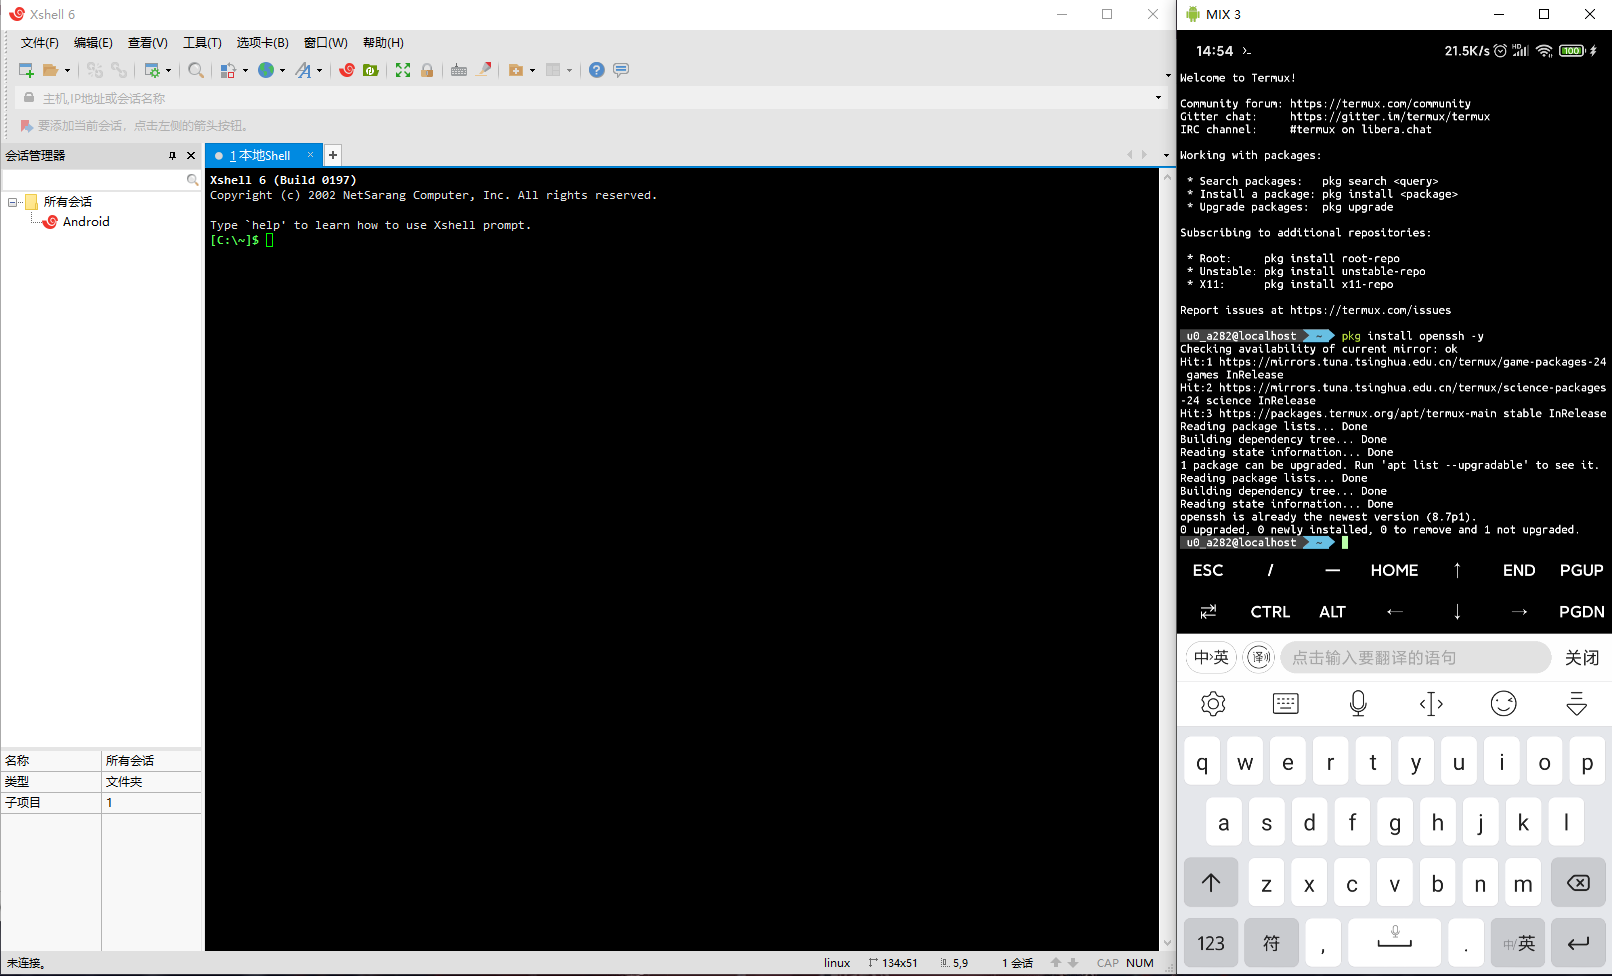 Xshell 6
文件(F) 编辑(E) 查看(V) 工具(T) 选项卡(B) 窗口(W) 帮助(H)
主机,IP地址或会话名称
要添加当前会话，点击左侧的箭头按钮。
会话管理器
1 本地Shell
所有会话
Android
Xshell 6 (Build 0197)
Copyright (c) 2002 NetSarang Computer, Inc. All rights reserved.
Type `help' to learn how to use Xshell prompt.
[C:\~]$
名称 所有会话
类型 文件夹
子项目 1
未连接。
linux 134x51 5,9 1 会话 CAP NUM
MIX 3
14:54 21.5K/s HD 100
Welcome to Termux!
Community forum: https://termux.com/community
Gitter chat: https://gitter.im/termux/termux
IRC channel: #termux on libera.chat
Working with packages:
* Search packages: pkg search <query>
* Install a package: pkg install <package>
* Upgrade packages: pkg upgrade
Subscribing to additional repositories:
* Root: pkg install root-repo
* Unstable: pkg install unstable-repo
* X11: pkg install x11-repo
Report issues at https://termux.com/issues
u0_a282@localhost ~ pkg install openssh -y
Checking availability of current mirror: ok
Hit:1 https://mirrors.tuna.tsinghua.edu.cn/termux/game-packages-24
games InRelease
Hit:2 https://mirrors.tuna.tsinghua.edu.cn/termux/science-packages
-24 science InRelease
Hit:3 https://packages.termux.org/apt/termux-main stable InRelease
Reading package lists... Done
Building dependency tree... Done
Reading state information... Done
1 package can be upgraded. Run 'apt list --upgradable' to see it.
Reading package lists... Done
Building dependency tree... Done
Reading state information... Done
openssh is already the newest version (8.7p1).
0 upgraded, 0 newly installed, 0 to remove and 1 not upgraded.
u0_a282@localhost ~
ESC / — HOME ↑ END PGUP
⇄ CTRL ALT ← ↓ → PGDN
中›英 译 点击输入要翻译的语句 关闭
q w e r t y u i o p
a s d f g h j k l
z x c v b n m
123 符 , . 中/英